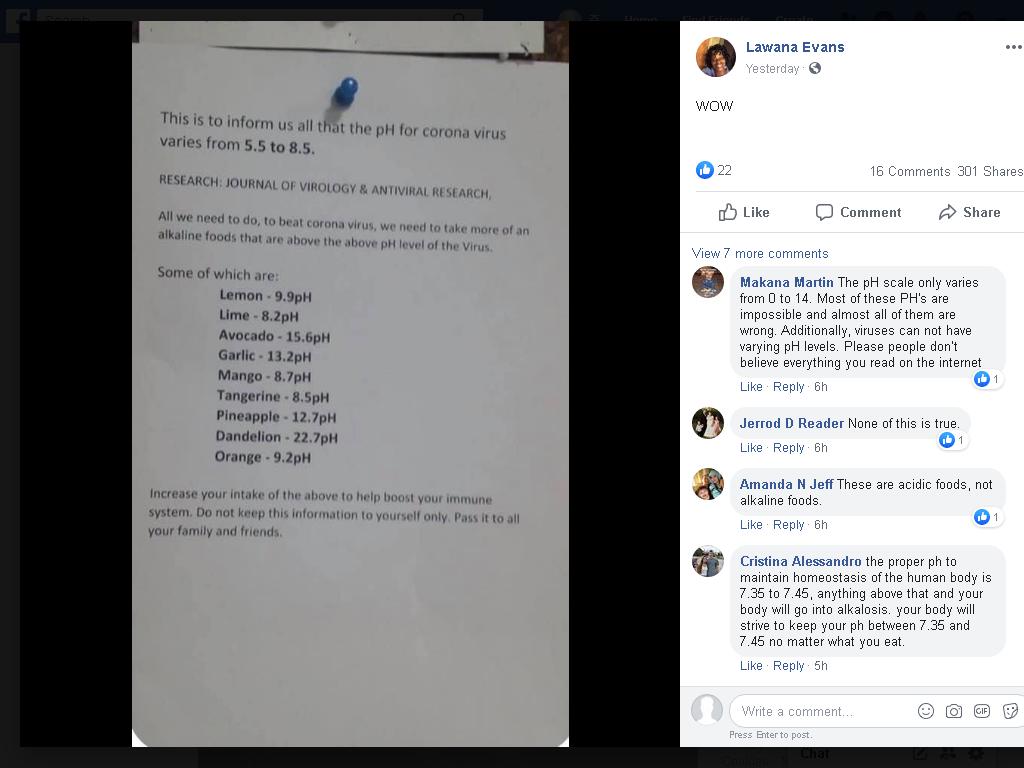 Search
Home
Find Friends
Create
This is to inform us all that the pH for corona virus
varies from 5.5 to 8.5.
RESEARCH: JOURNAL OF VIROLOGY & ANTIVIRAL RESEARCH,
All we need to do, to beat corona virus, we need to take more of an
alkaline foods that are above the above pH level of the Virus.
Some of which are:
Lemon - 9.9pH
Lime - 8.2pH
Avocado - 15.6pH
Garlic - 13.2pH
Mango - 8.7pH
Tangerine - 8.5pH
Pineapple - 12.7pH
Dandelion - 22.7pH
Orange - 9.2pH
Increase your intake of the above to help boost your immune
system. Do not keep this information to yourself only. Pass it to all
your family and friends.
Lawana Evans
Yesterday ·
WOW
22
16 Comments 301 Shares
Like Comment Share
View 7 more comments
Makana Martin The pH scale only varies
from 0 to 14. Most of these PH's are
impossible and almost all of them are
wrong. Additionally, viruses can not have
varying pH levels. Please people don't
believe everything you read on the internet
1
Like · Reply · 6h
Jerrod D Reader None of this is true.
1
Like · Reply · 6h
Amanda N Jeff These are acidic foods, not
alkaline foods.
1
Like · Reply · 6h
Cristina Alessandro the proper ph to
maintain homeostasis of the human body is
7.35 to 7.45, anything above that and your
body will go into alkalosis. your body will
strive to keep your ph between 7.35 and
7.45 no matter what you eat.
Like · Reply · 5h
Write a comment...
GIF
Press Enter to post.
Chat